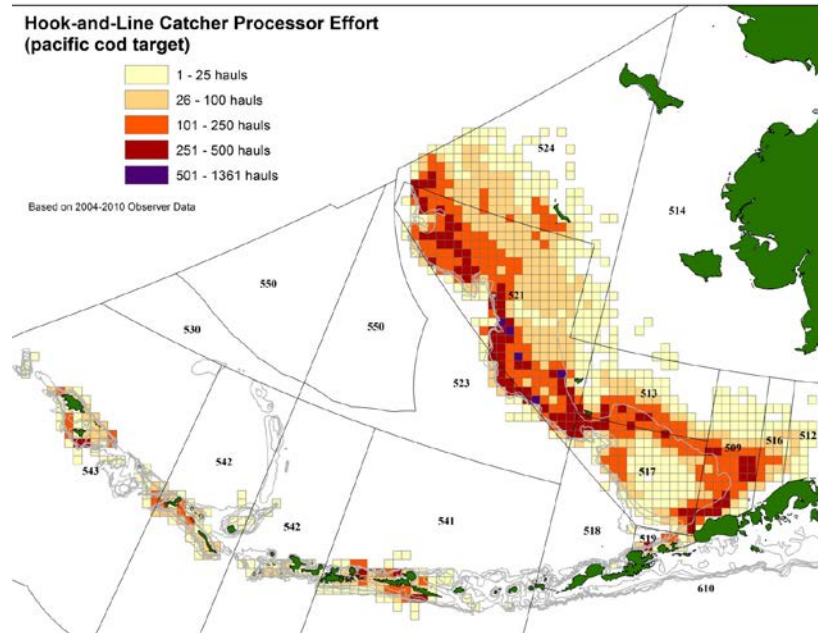 Hook-and-Line Catcher Processor Effort
(pacific cod target)
1 - 25 hauls
26 - 100 hauls
101 - 250 hauls
251 - 500 hauls
501 - 1361 hauls
Based on 2004-2010 Observer Data
524
514
550
530
550
521
523
513
509
516
512
517
543
542
542
541
518
519
610